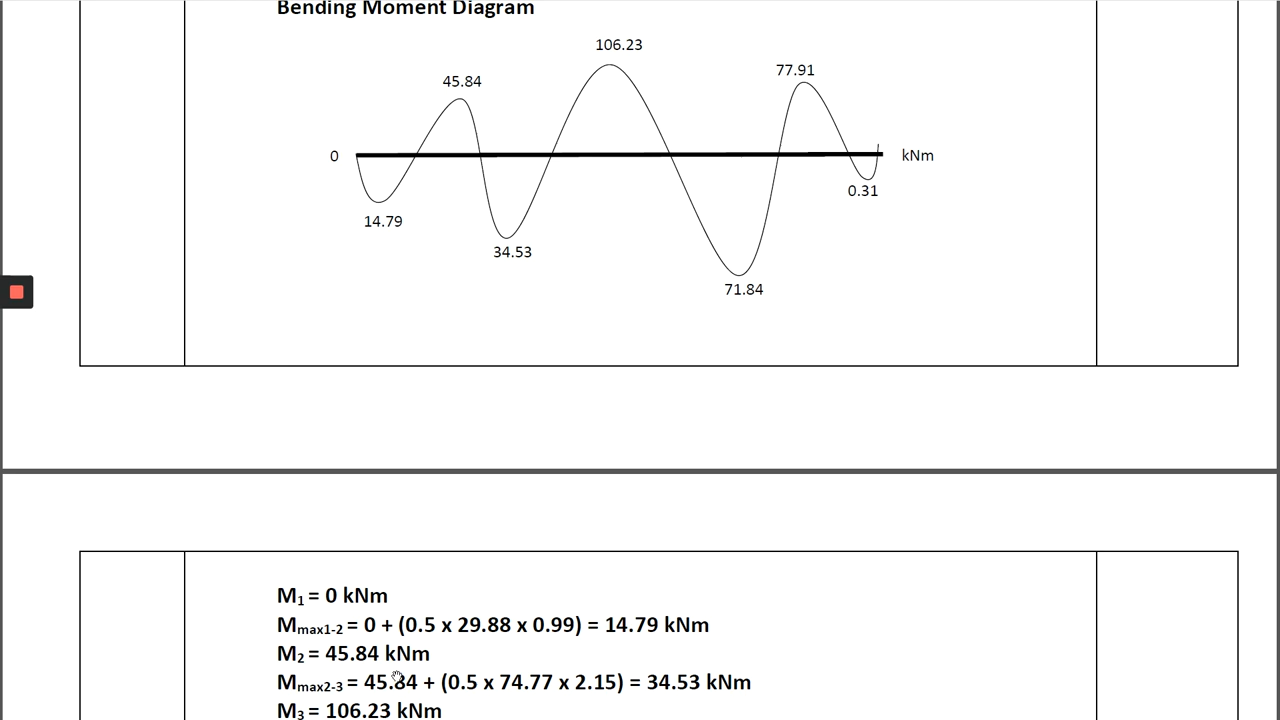 Bending Moment Diagram
106.23
77.91
45.84
0
kNm
0.31
14.79
34.53
71.84
M1 = 0 kNm
Mmax1-2 = 0 + (0.5 x 29.88 x 0.99) = 14.79 kNm
M2 = 45.84 kNm
Mmax2-3 = 45.84 + (0.5 x 74.77 x 2.15) = 34.53 kNm
M3 = 106.23 kNm